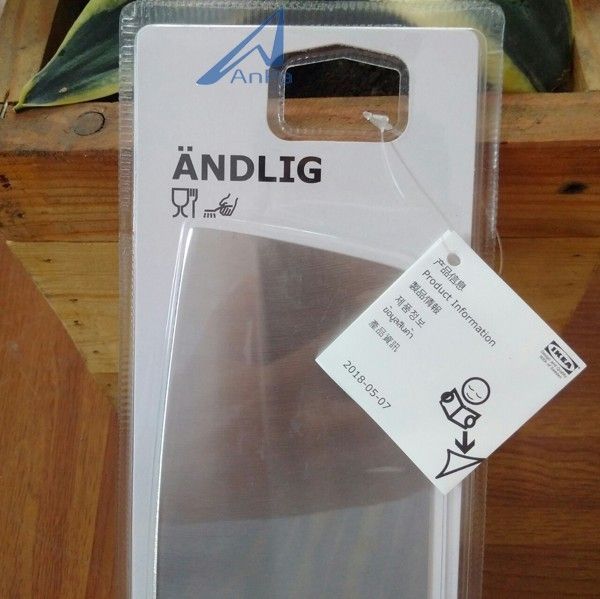 AnFa
ÄNDLIG
产品信息
Product Information
製品情報
제품정보
ข้อมูลสินค้า
產品資訊
2018-05-07
IKEA